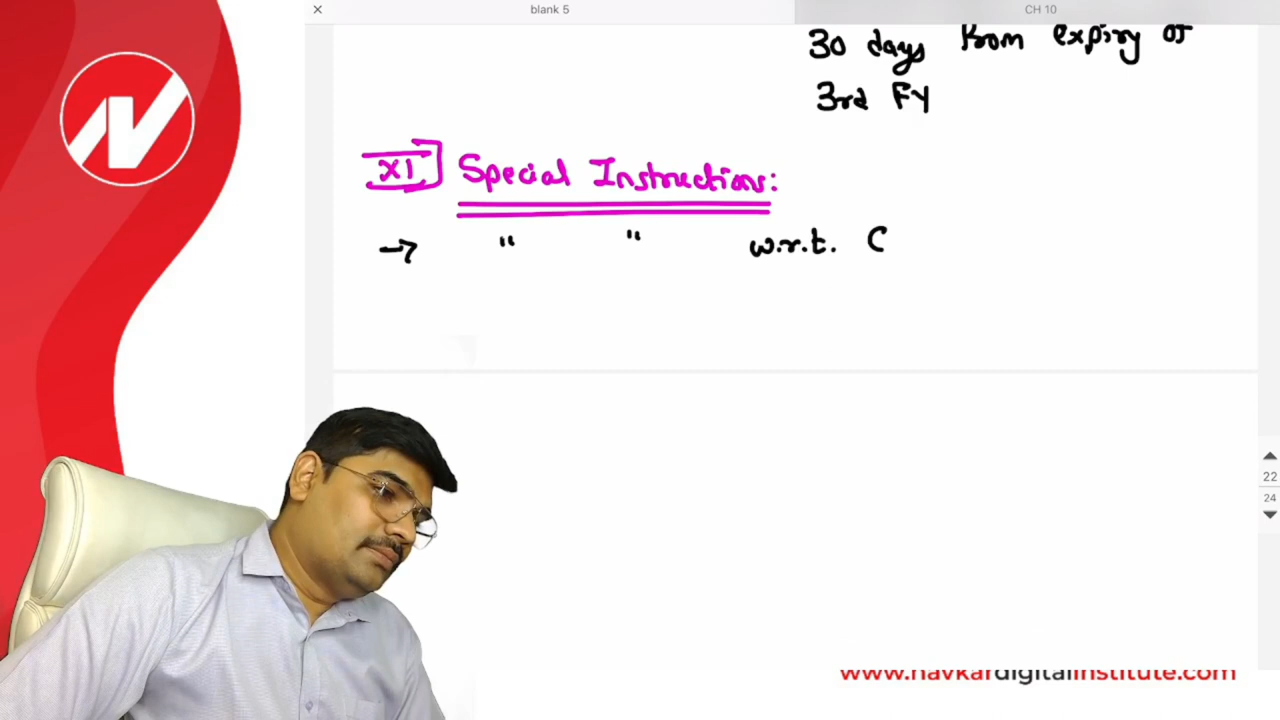 blank 5
CH 10
30 days from expiry of
3rd FY
XI Special Instructions:
→ " " w.r.t. C
22
24
www.navkardigitalinstitute.com